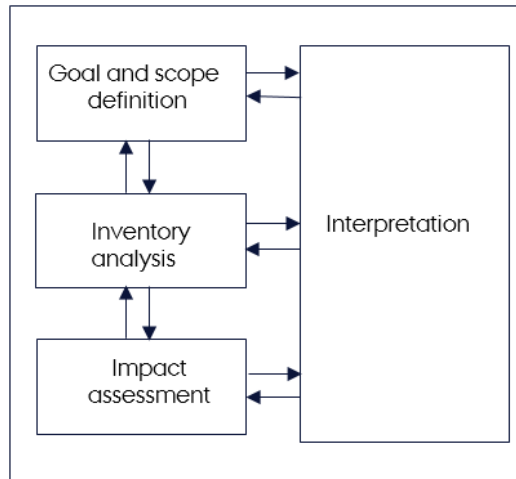 Goal and scope
definition
Inventory
analysis
Interpretation
Impact
assessment